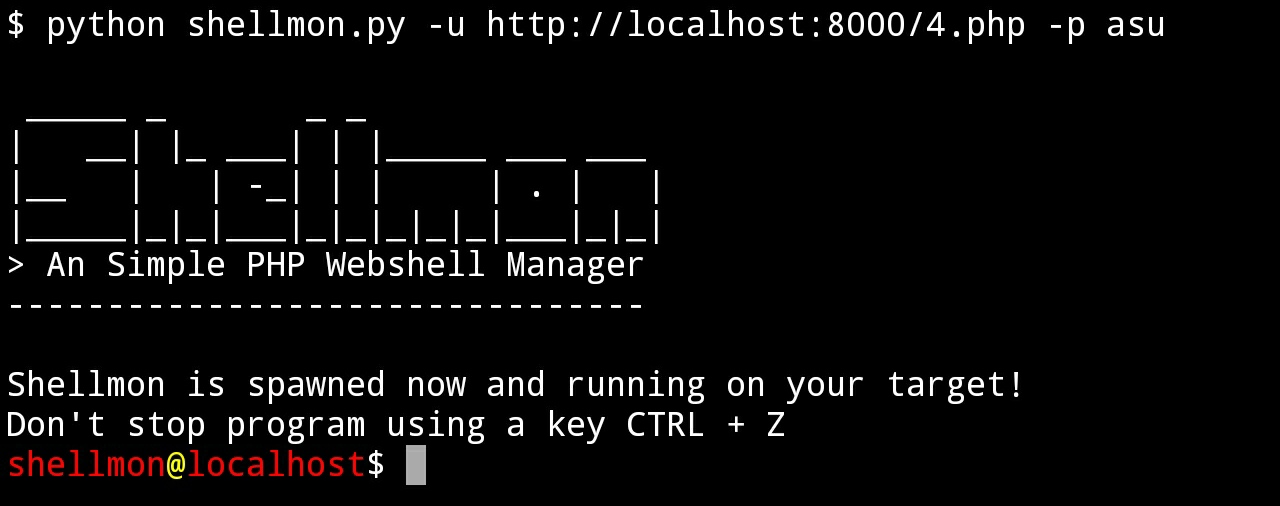 $ python shellmon.py -u http://localhost:8000/4.php -p asu
Shellmon
> An Simple PHP Webshell Manager
--------------------------------
Shellmon is spawned now and running on your target!
Don't stop program using a key CTRL + Z
shellmon@localhost$